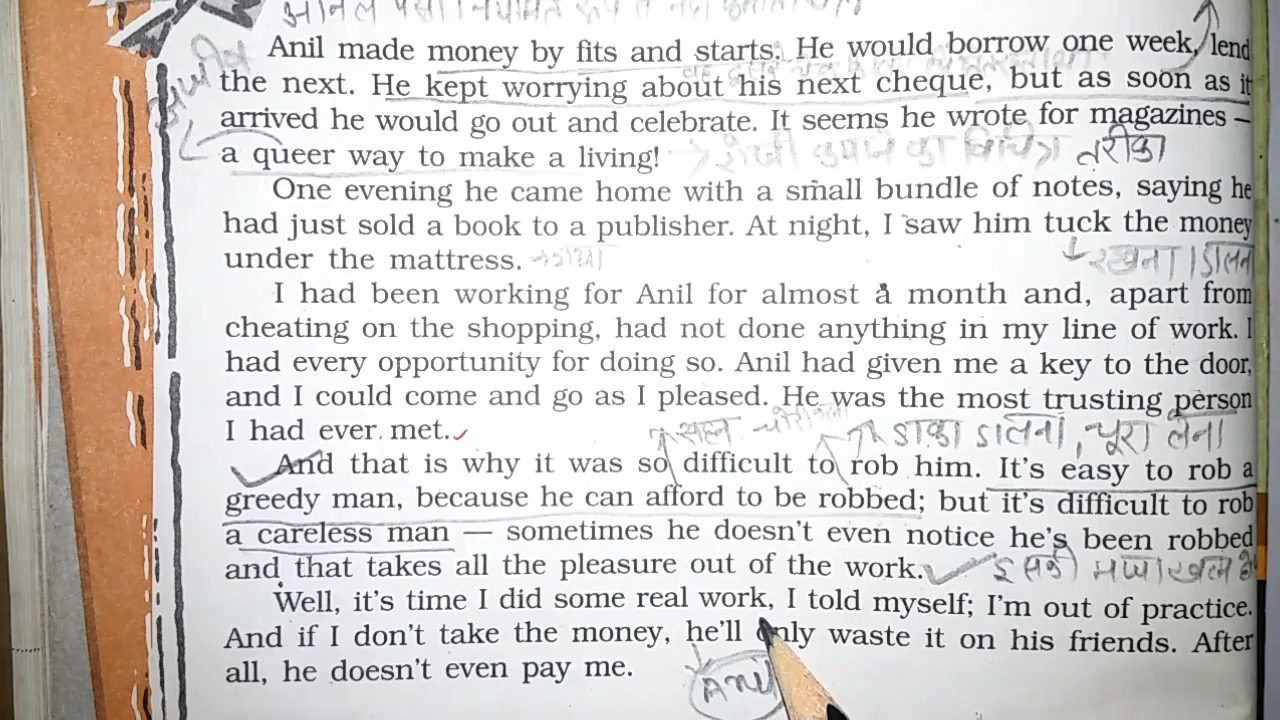 Anil made money by fits and starts. He would borrow one week, lend
the next. He kept worrying about his next cheque, but as soon as it
arrived he would go out and celebrate. It seems he wrote for magazines —
a queer way to make a living! → रोजी कमाने का विचित्र तरीका
One evening he came home with a small bundle of notes, saying he
had just sold a book to a publisher. At night, I saw him tuck the money
under the mattress.
रखना/डालन
I had been working for Anil for almost a month and, apart from
cheating on the shopping, had not done anything in my line of work. I
had every opportunity for doing so. Anil had given me a key to the door,
and I could come and go as I pleased. He was the most trusting person
I had ever met.
डाका डालना, चूरा लेना
And that is why it was so difficult to rob him. It's easy to rob a
greedy man, because he can afford to be robbed; but it's difficult to rob
a careless man — sometimes he doesn't even notice he's been robbed
and that takes all the pleasure out of the work.
Well, it's time I did some real work, I told myself; I'm out of practice.
And if I don't take the money, he'll only waste it on his friends. After
all, he doesn't even pay me.
Anil